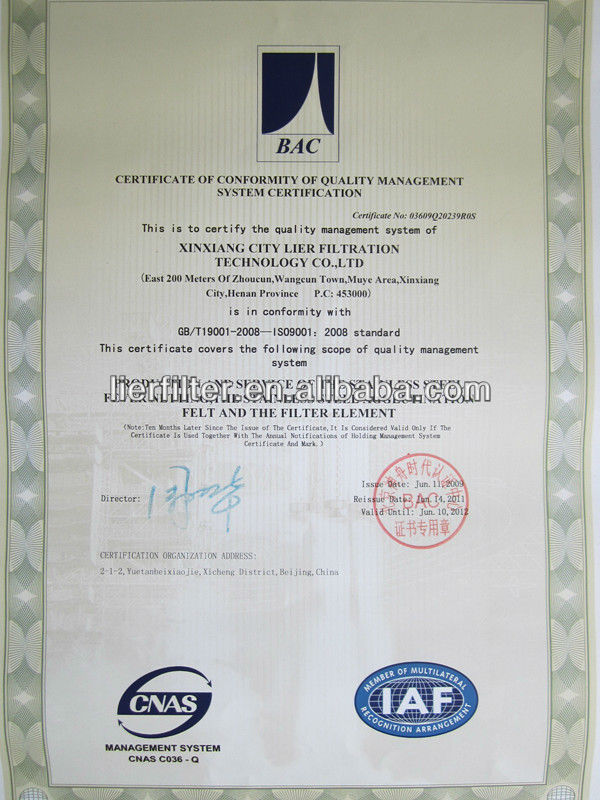 BAC
CERTIFICATE OF CONFORMITY OF QUALITY MANAGEMENT
SYSTEM CERTIFICATION
Certificate No: 03609Q20239R0S
This is to certify the quality management system of
XINXIANG CITY LIER FILTRATION
TECHNOLOGY CO.,LTD
(East 200 Meters Of Zhoucun,Wangcun Town,Muye Area,Xinxiang
City,Henan Province P.C: 453000)
is in conformity with
GB/T19001-2008—ISO9001: 2008 standard
This certificate covers the following scope of quality management
system
lierfilter.en.alibaba.com
FELT AND THE FILTER ELEMENT
(Note:Ten Months Later Since The Issue of The Certificate,It Is Considered Valid Only If The
Certificate Is Used Together With The Annual Notifications of Holding Management System
Certificate And Mark.)
Director:
Issue Date: Jun.11,2009
Reissue Date: Jun.14,2011
Valid Until: Jun.10,2012
BAC
证书专用章
CERTIFICATION ORGANIZATION ADDRESS:
2-1-2,Yuetanbeixiaojie,Xicheng District,Beijing,China
CNAS
MANAGEMENT SYSTEM
CNAS C036 - Q
MEMBER OF MULTILATERAL
IAF
RECOGNITION ARRANGEMENT